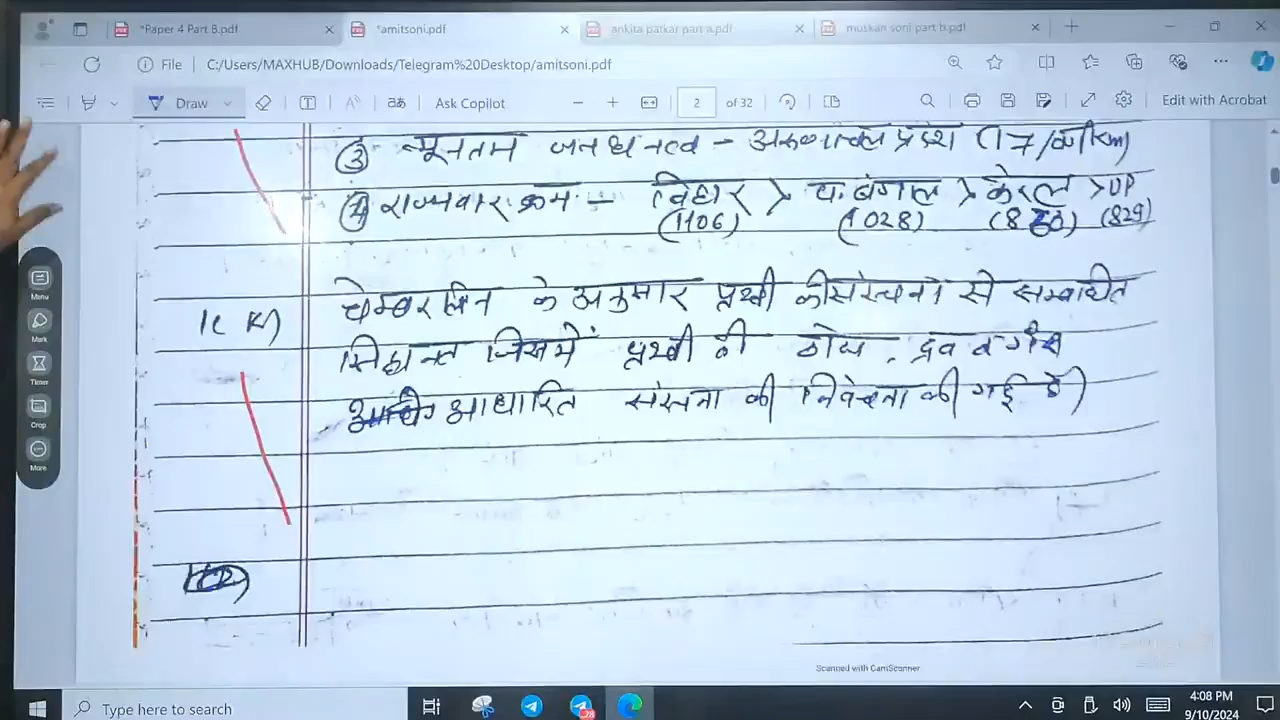 *Paper 4 Part B.pdf
*amitsoni.pdf
ankita patkar part a.pdf
muskan soni part b.pdf
File
C:/Users/MAXHUB/Downloads/Telegram%20Desktop/amitsoni.pdf
Draw
Ask Copilot
2 of 32
Edit with Acrobat
③ न्यूनतम जनघनत्व - अरुणाचल प्रदेश (17/वर्ग/km)
④ राज्यवार क्रम - बिहार > प. बंगाल > केरल > UP
(1106) (1028) (860) (829)
चेम्बरलिन के अनुसार पृथ्वी की संरचना से सम्बंधित
सिद्धान्त जिसमें पृथ्वी की ठोस, द्रव व गैस
आधारित संरचना की विवेचना की गई है)
Menu
Mark
Timer
Crop
More
Scanned with CamScanner
Type here to search
28
4:08 PM
9/10/2024